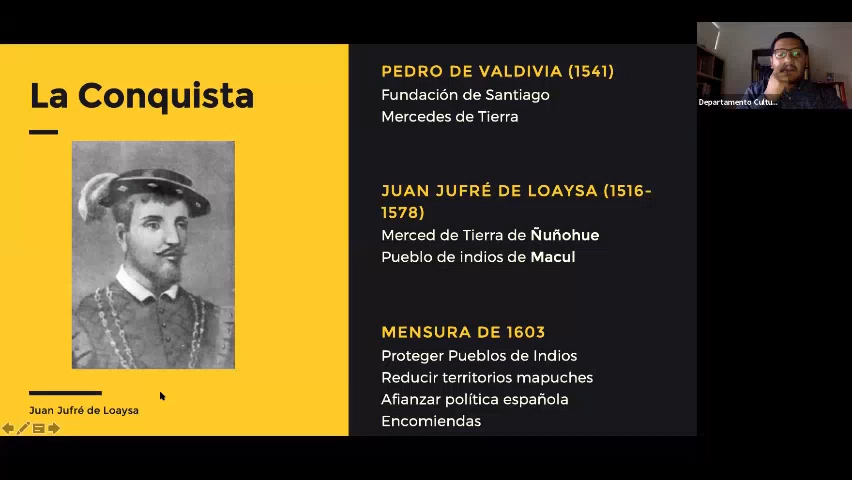 La Conquista
Juan Jufré de Loaysa
PEDRO DE VALDIVIA (1541)
Fundación de Santiago
Mercedes de Tierra
JUAN JUFRÉ DE LOAYSA (1516-
1578)
Merced de Tierra de Ñuñohue
Pueblo de indios de Macul
MENSURA DE 1603
Proteger Pueblos de Indios
Reducir territorios mapuches
Afianzar política española
Encomiendas
Departamento Cultu...